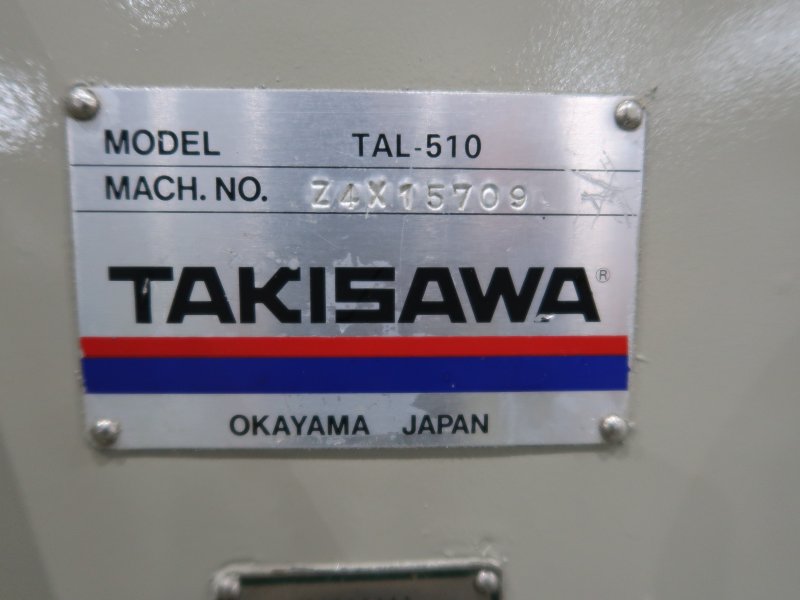 MODEL TAL-510
MACH. NO. Z4X15709
TAKISAWA®
OKAYAMA JAPAN